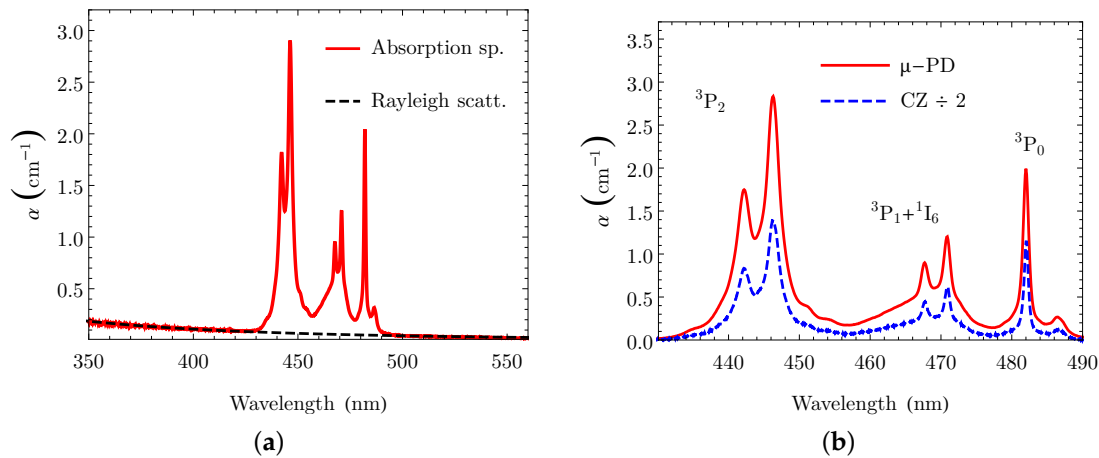 3.0
2.5
2.0
1.5
1.0
0.5
α (cm⁻¹)
Absorption sp.
Rayleigh scatt.
350 400 450 500 550
Wavelength (nm)
(a)
3.5
3.0
2.5
2.0
1.5
1.0
0.5
0.0
α (cm⁻¹)
μ−PD
CZ ÷ 2
³P₂
³P₁+¹I₆
³P₀
440 450 460 470 480 490
Wavelength (nm)
(b)